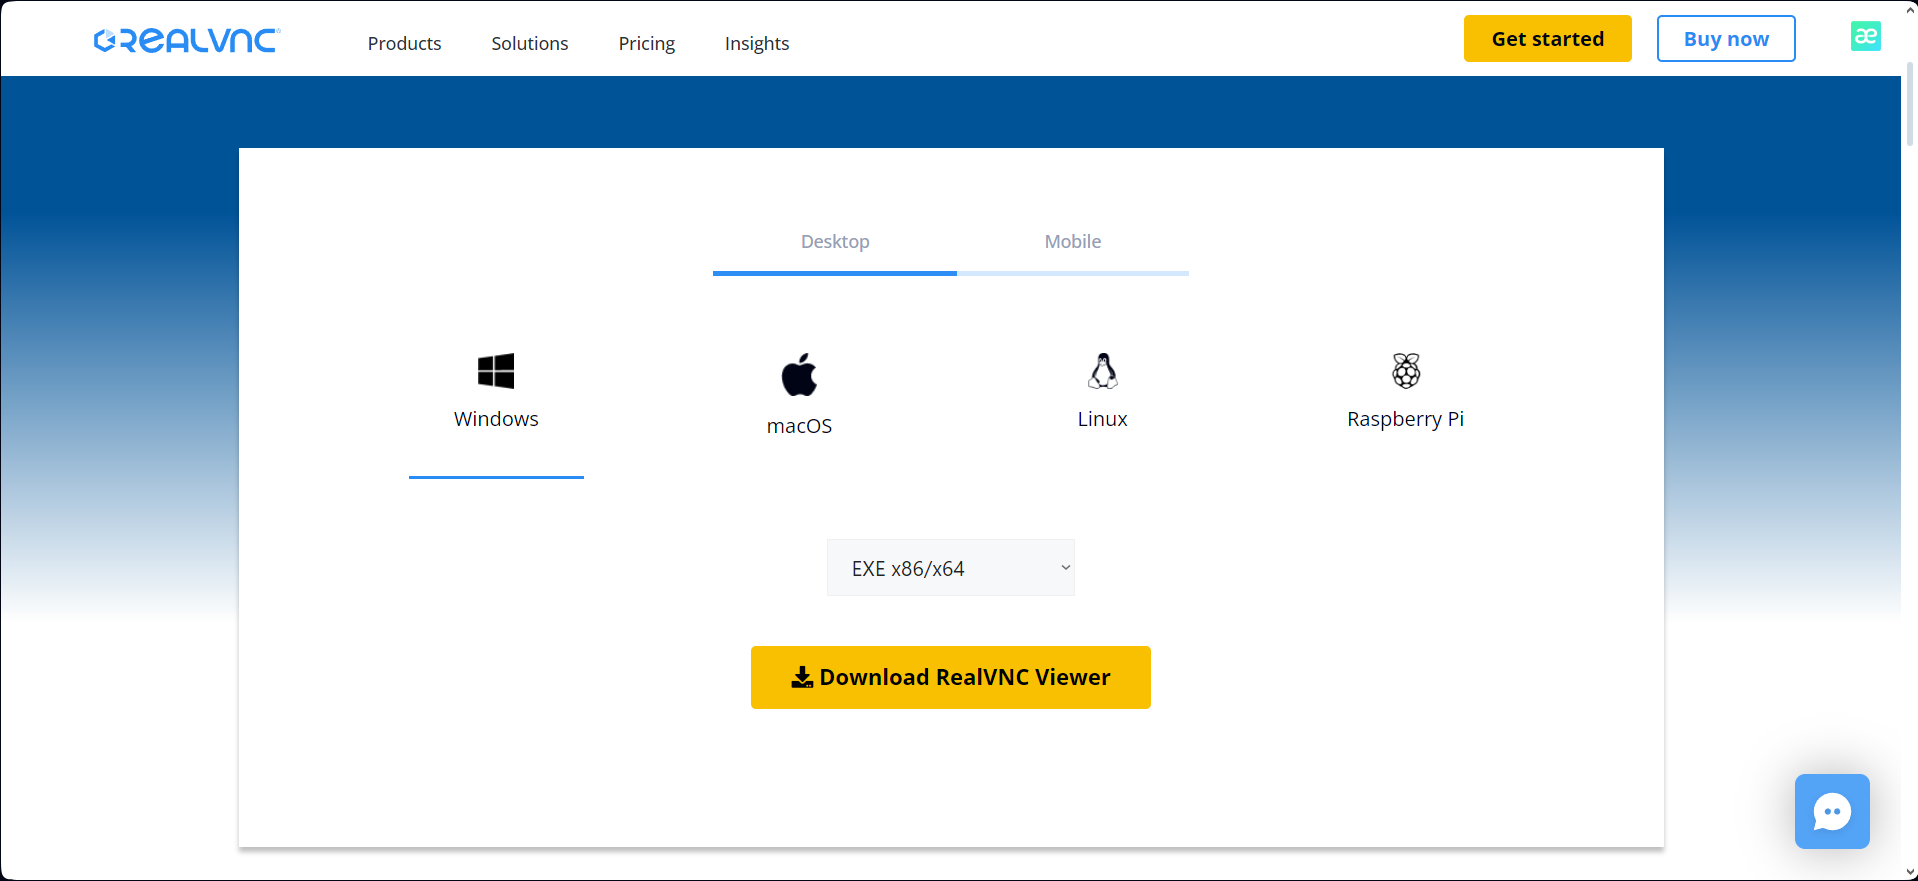 REALVNC
Products Solutions Pricing Insights
Get started Buy now
æ
Desktop Mobile
Windows macOS Linux Raspberry Pi
EXE x86/x64
Download RealVNC Viewer